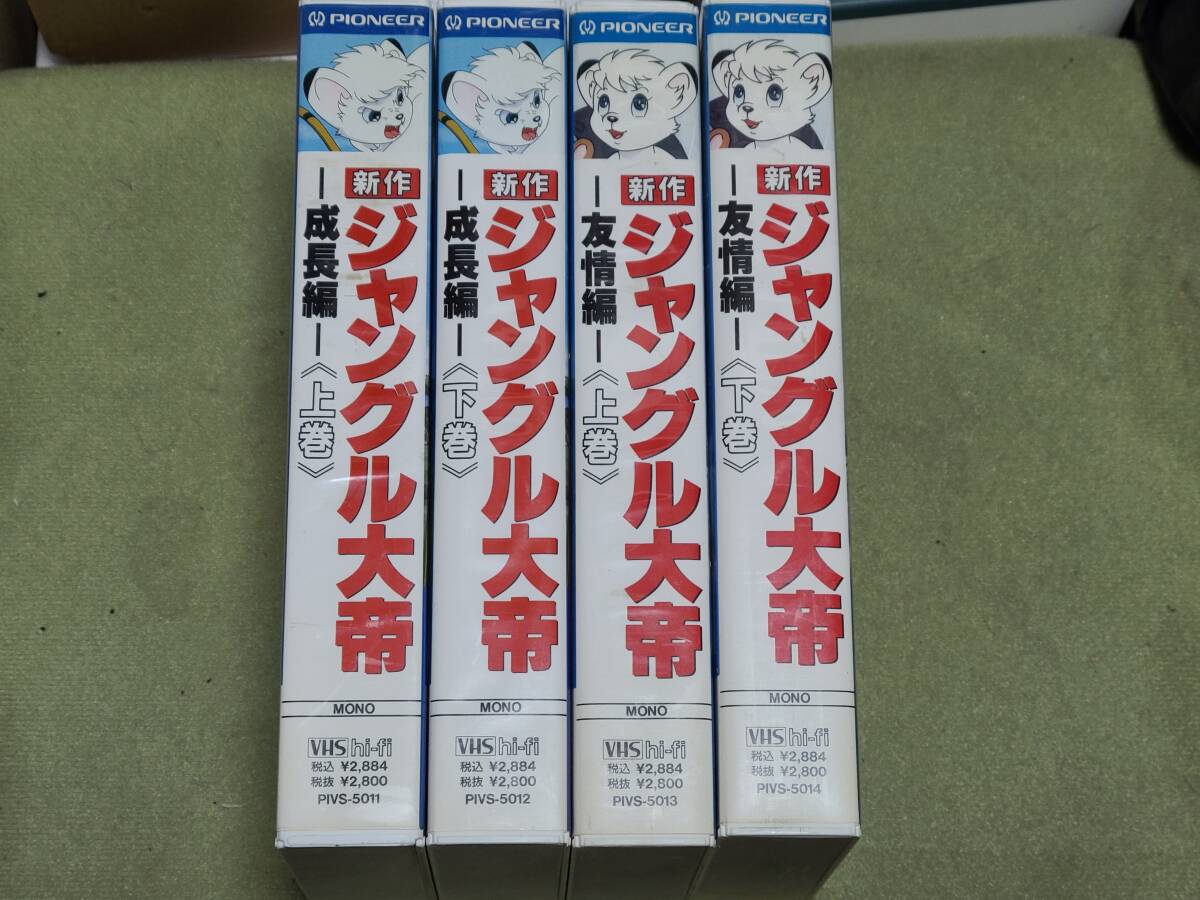 PIONEER
新作
ジャングル大帝
―成長編―《上巻》
MONO
VHS hi-fi
税込 ¥2,884
税抜 ¥2,800
PIVS-5011
PIONEER
新作
ジャングル大帝
―成長編―《下巻》
MONO
VHS hi-fi
税込 ¥2,884
税抜 ¥2,800
PIVS-5012
PIONEER
新作
ジャングル大帝
―友情編―《上巻》
MONO
VHS hi-fi
税込 ¥2,884
税抜 ¥2,800
PIVS-5013
PIONEER
新作
ジャングル大帝
―友情編―《下巻》
MONO
VHS hi-fi
税込 ¥2,884
税抜 ¥2,800
PIVS-5014